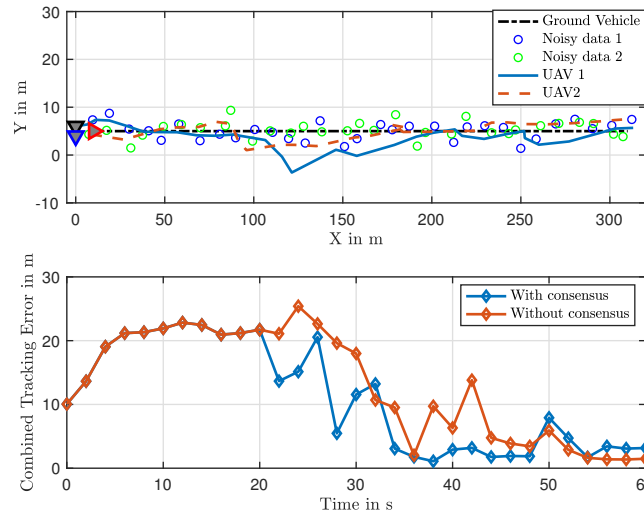 30
20
10
0
-10
Y in m
0
50
100
150
200
250
300
X in m
Ground Vehicle
Noisy data 1
Noisy data 2
UAV 1
UAV2
30
20
10
0
Combined Tracking Error in m
0
10
20
30
40
50
Time in s
With consensus
Without consensus